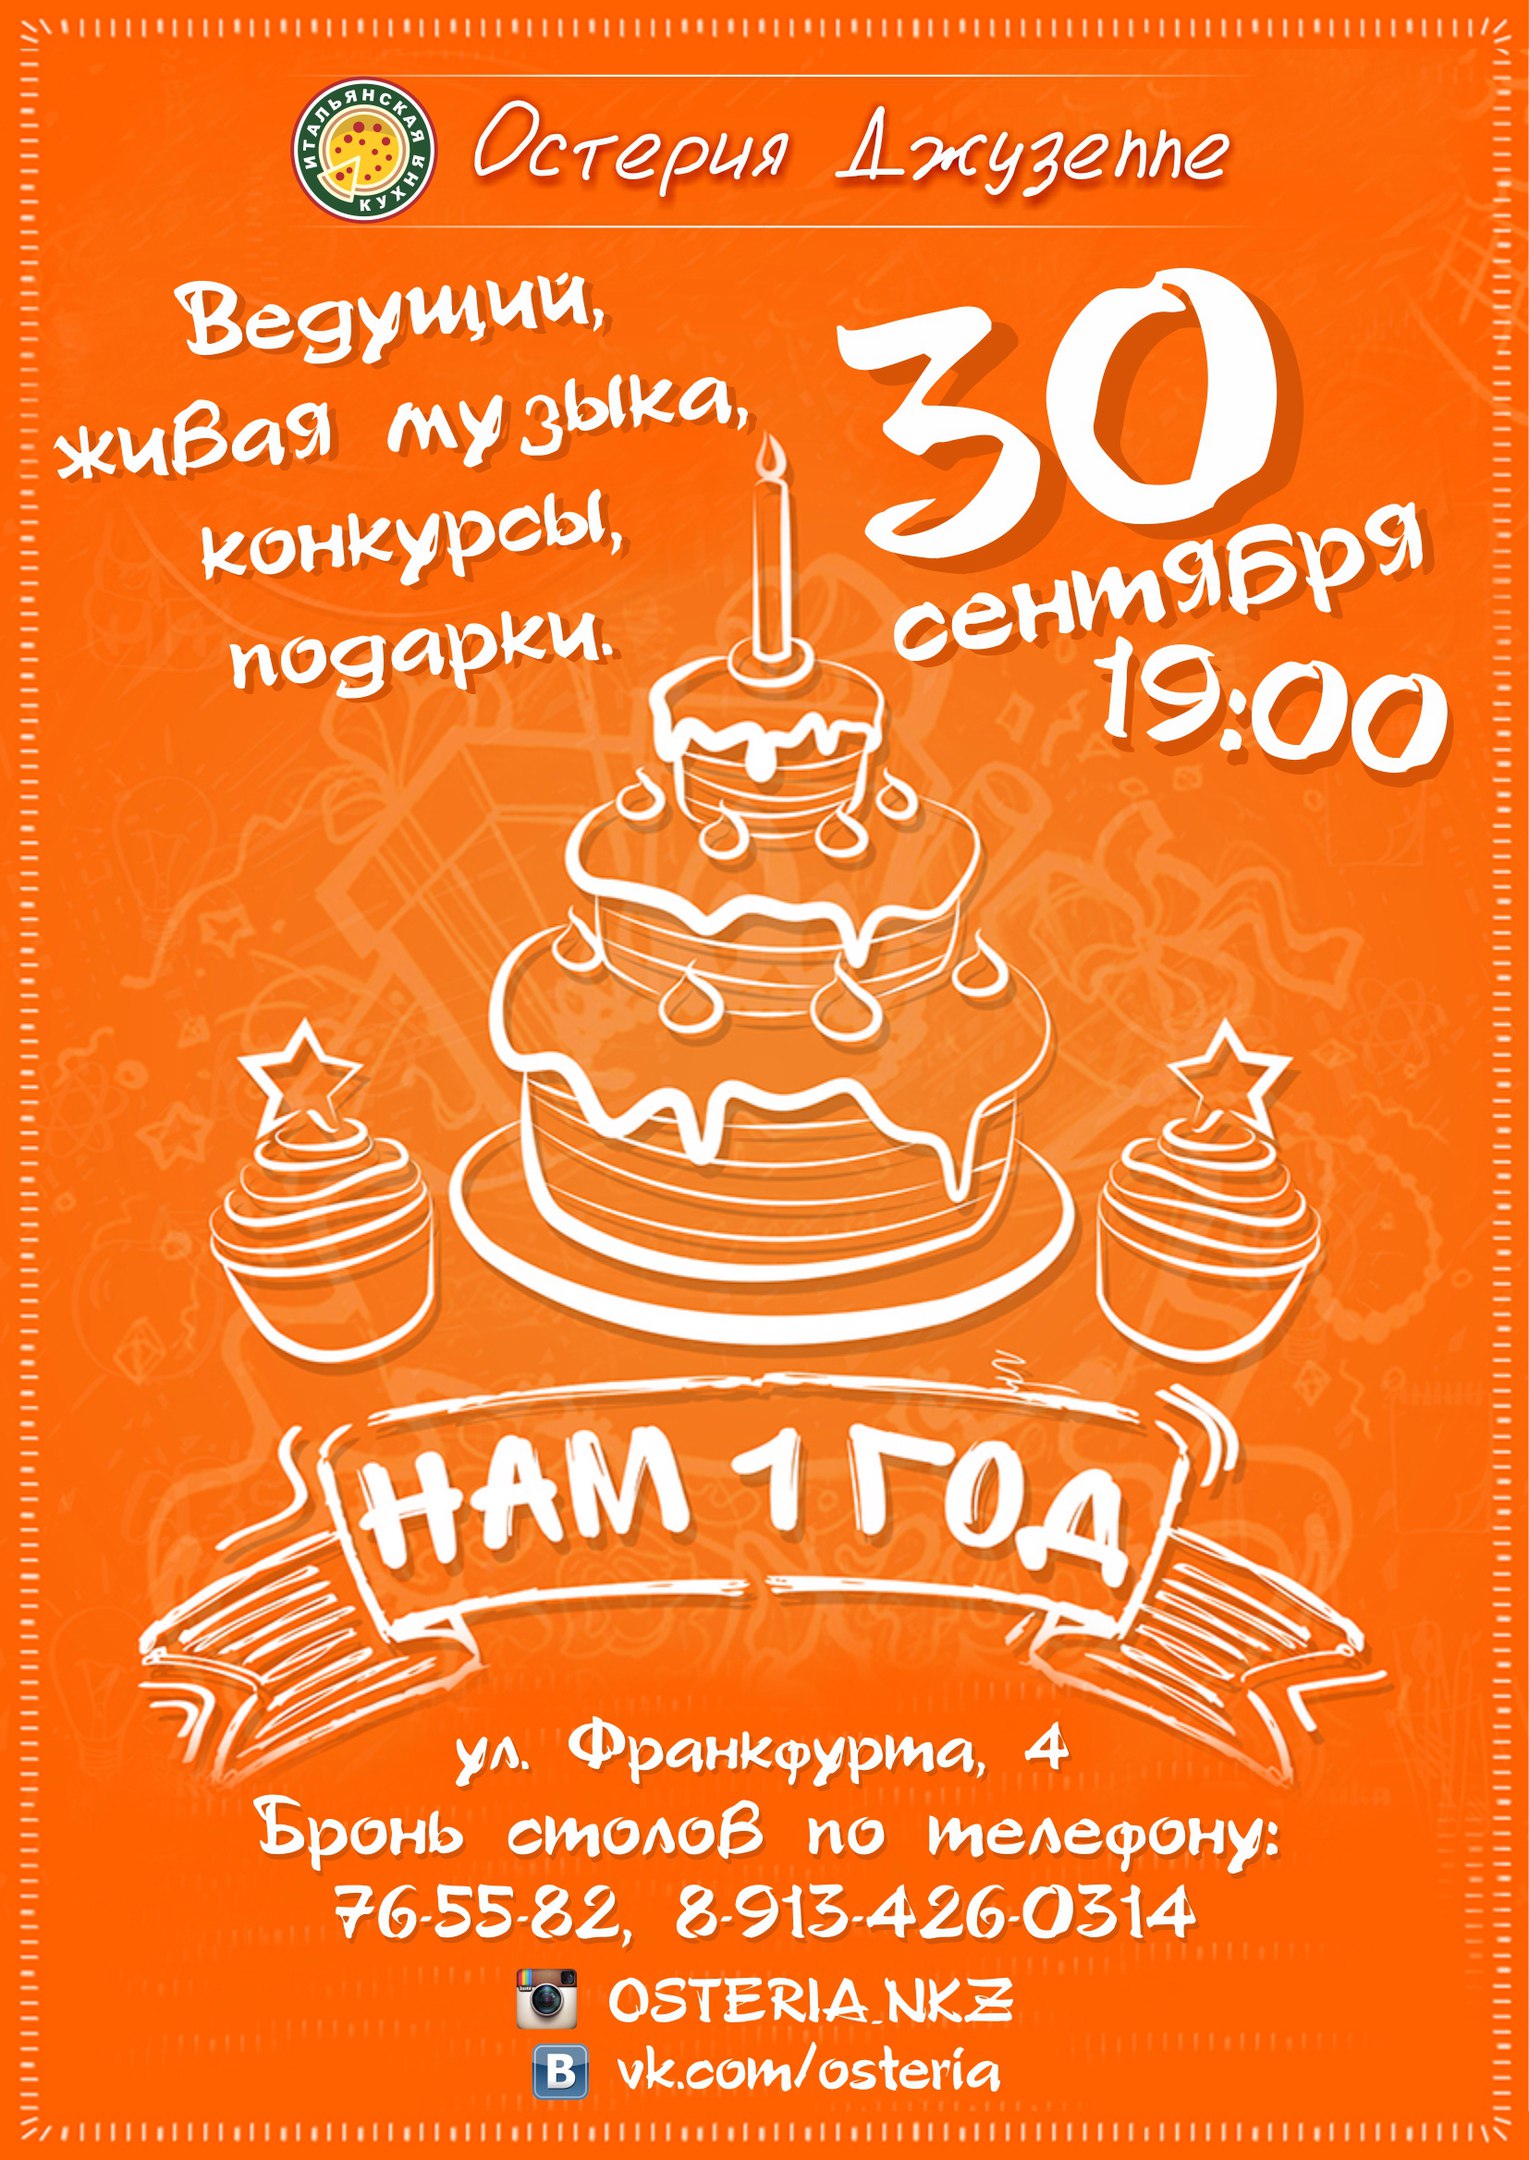 ИТАЛЬЯНСКАЯ КУХНЯ
Остерия Джузеппе
Ведущий,
живая музыка,
конкурсы,
подарки.
30
сентября
19:00
НАМ 1 ГОД
ул. Франкфурта, 4
Бронь столов по телефону:
76-55-82, 8-913-426-0314
OSTERIA_NKZ
В vk.com/osteria